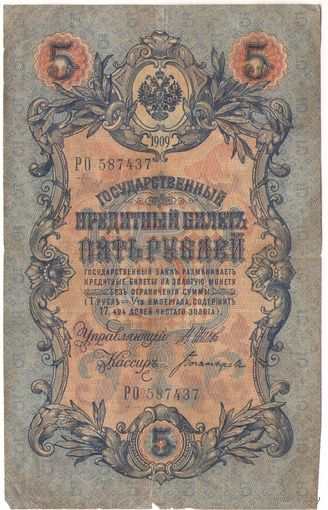 5 5
1909
РО 587437
ГОСУДАРСТВЕННЫЙ
КРЕДИТНЫЙ БИЛЕТЪ
ПЯТЬ РУБЛЕЙ
ГОСУДАРСТВЕННЫЙ БАНКЪ РАЗМѢНИВАЕТЪ
КРЕДИТНЫЕ БИЛЕТЫ НА ЗОЛОТУЮ МОНЕТУ
БЕЗЪ ОГРАНИЧЕНІЯ СУММЫ
(1 РУБЛЬ = 1/15 ИМПЕРІАЛА, СОДЕРЖИТЪ
17,424 ДОЛЕЙ ЧИСТАГО ЗОЛОТА).
Управляющій
Кассиръ
РО 587437
5